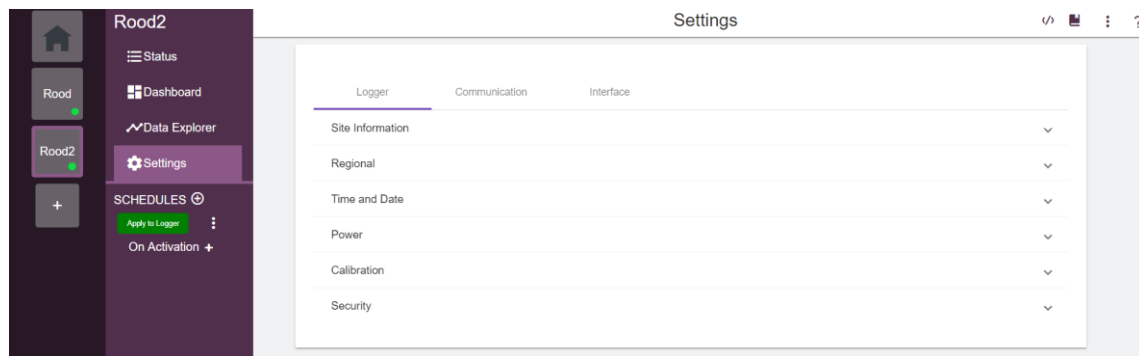 Rood2
Settings
Status
Rood
Dashboard
Data Explorer
Rood2
Settings
+
SCHEDULES
Apply to Logger
On Activation +
Logger
Communication
Interface
Site Information
Regional
Time and Date
Power
Calibration
Security